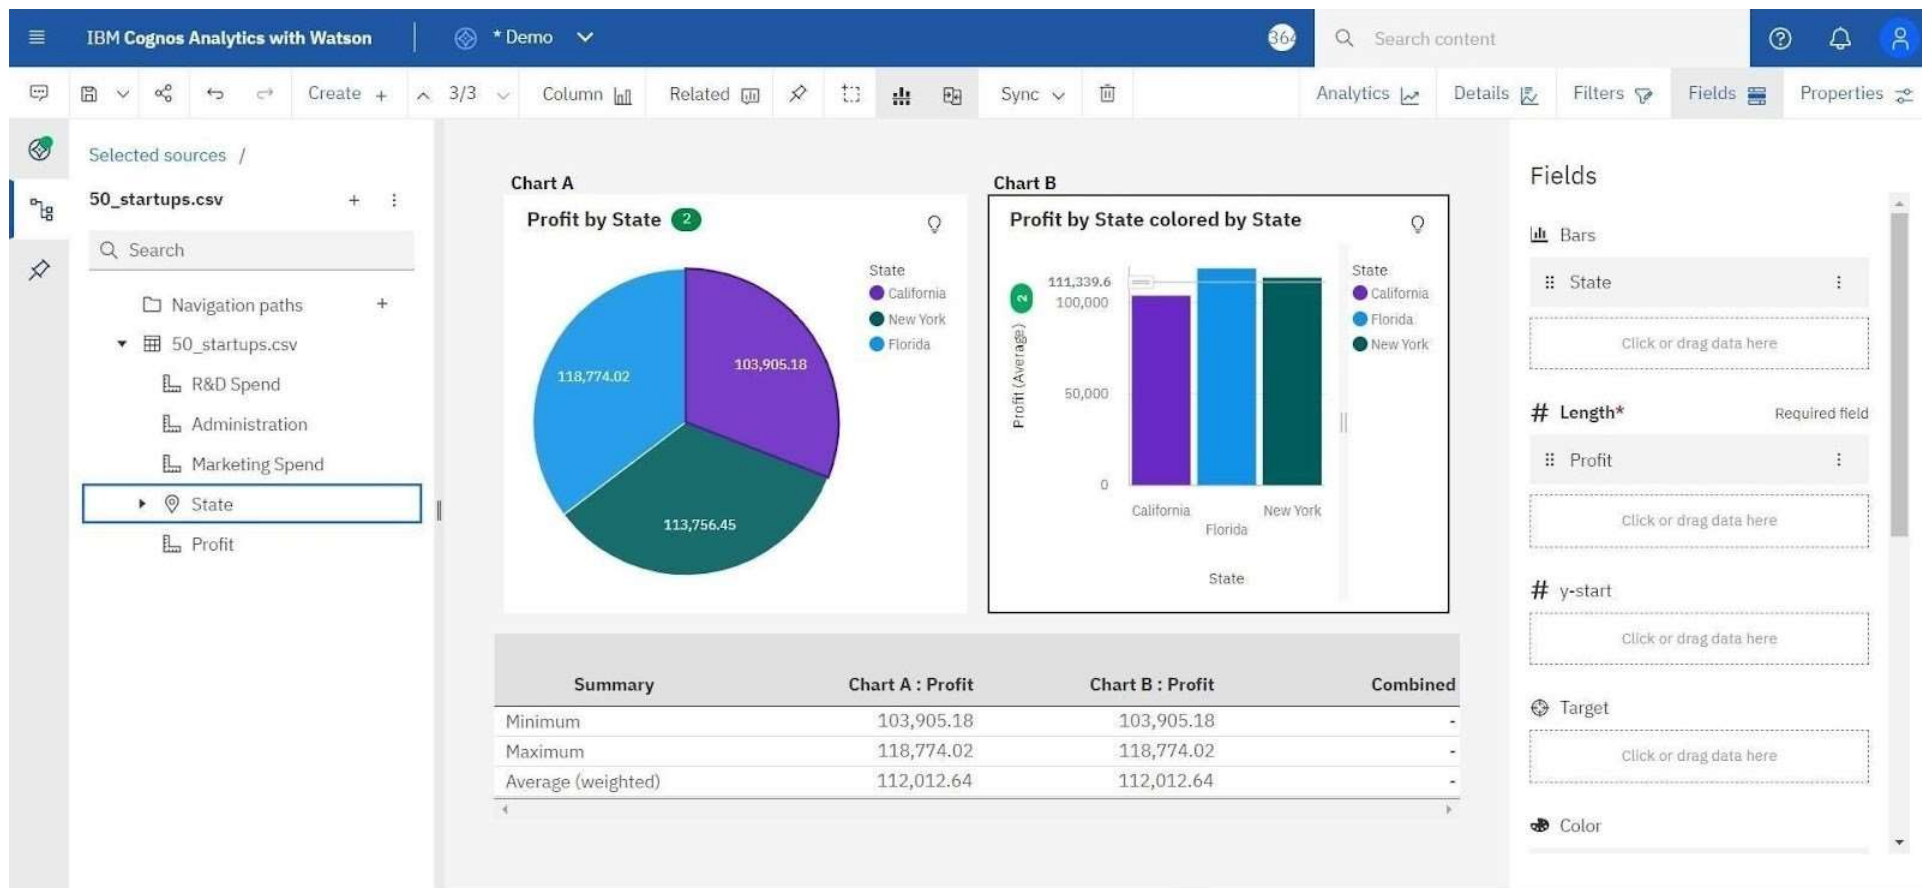 IBM Cognos Analytics with Watson
* Demo
364
Search content
Create +
3/3
Column
Related
Sync
Analytics
Details
Filters
Fields
Properties
Selected sources /
50_startups.csv
Search
Navigation paths
50_startups.csv
R&D Spend
Administration
Marketing Spend
State
Profit
Chart A
Profit by State 2
State
California
New York
Florida
118,774.02
103,905.18
113,756.45
Chart B
Profit by State colored by State
2
Profit (Average)
111,339.6
100,000
50,000
0
California
Florida
New York
State
State
California
Florida
New York
Summary Chart A : Profit Chart B : Profit Combined
Minimum 103,905.18 103,905.18 -
Maximum 118,774.02 118,774.02 -
Average (weighted) 112,012.64 112,012.64 -
Fields
Bars
State
Click or drag data here
# Length* Required field
Profit
Click or drag data here
# y-start
Click or drag data here
Target
Click or drag data here
Color